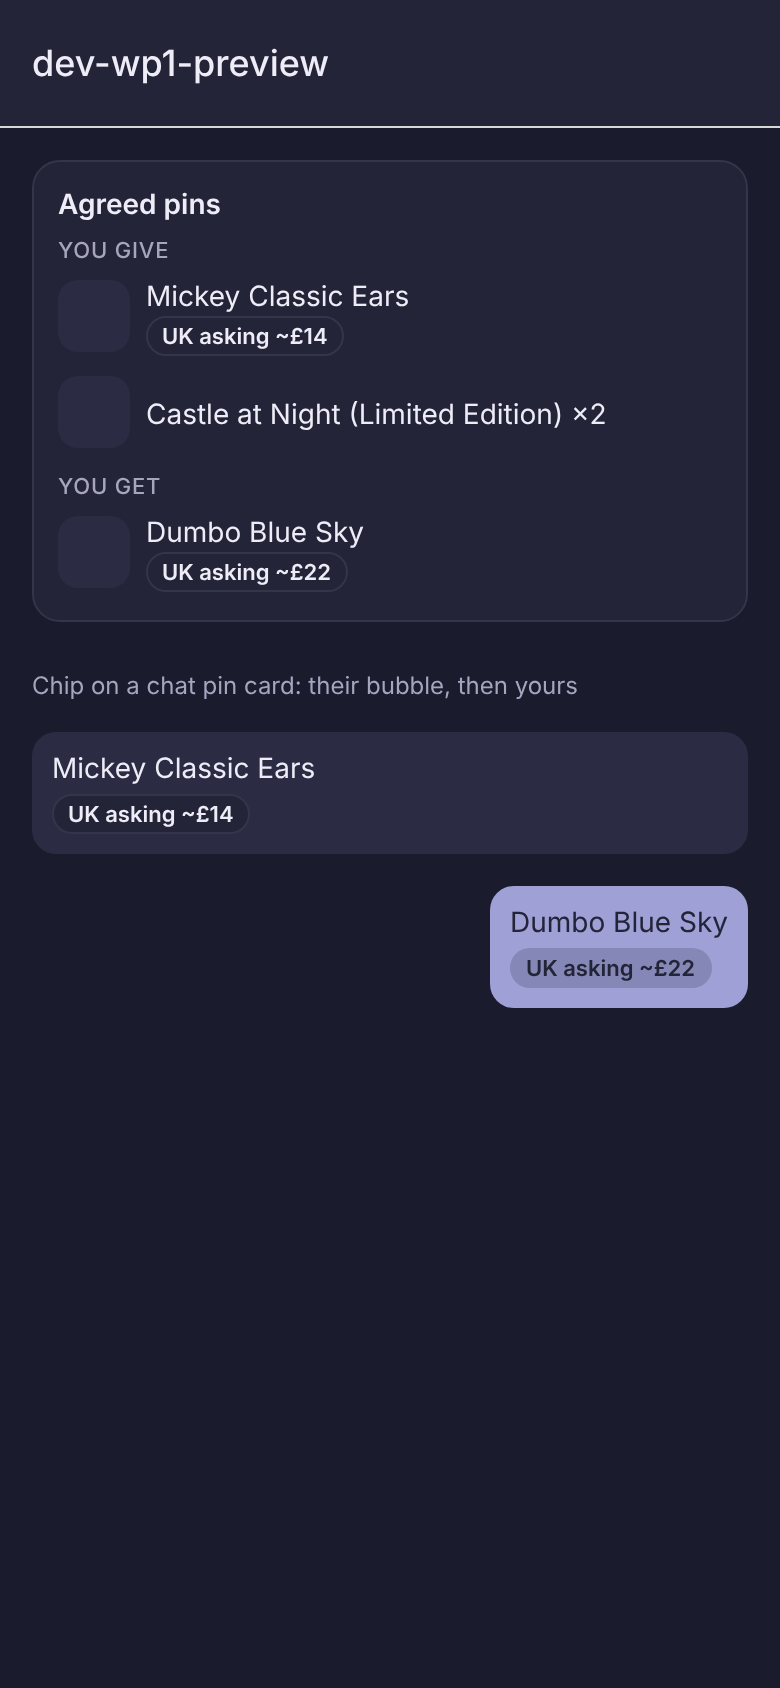 dev-wp1-preview
Agreed pins
YOU GIVE
Mickey Classic Ears
UK asking ~£14
Castle at Night (Limited Edition) ×2
YOU GET
Dumbo Blue Sky
UK asking ~£22
Chip on a chat pin card: their bubble, then yours
Mickey Classic Ears
UK asking ~£14
Dumbo Blue Sky
UK asking ~£22